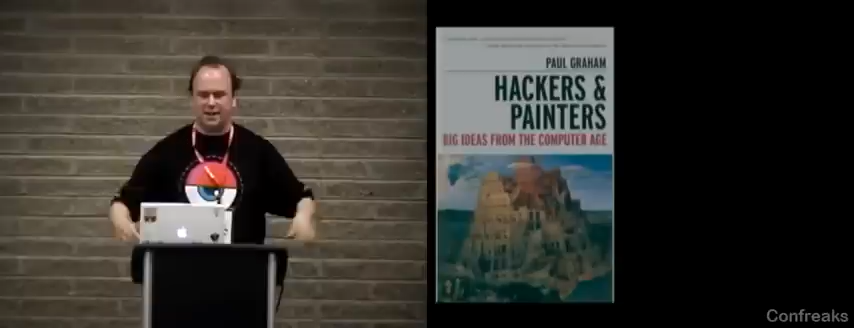 PAUL GRAHAM
HACKERS &
PAINTERS
BIG IDEAS FROM THE COMPUTER AGE
Confreaks